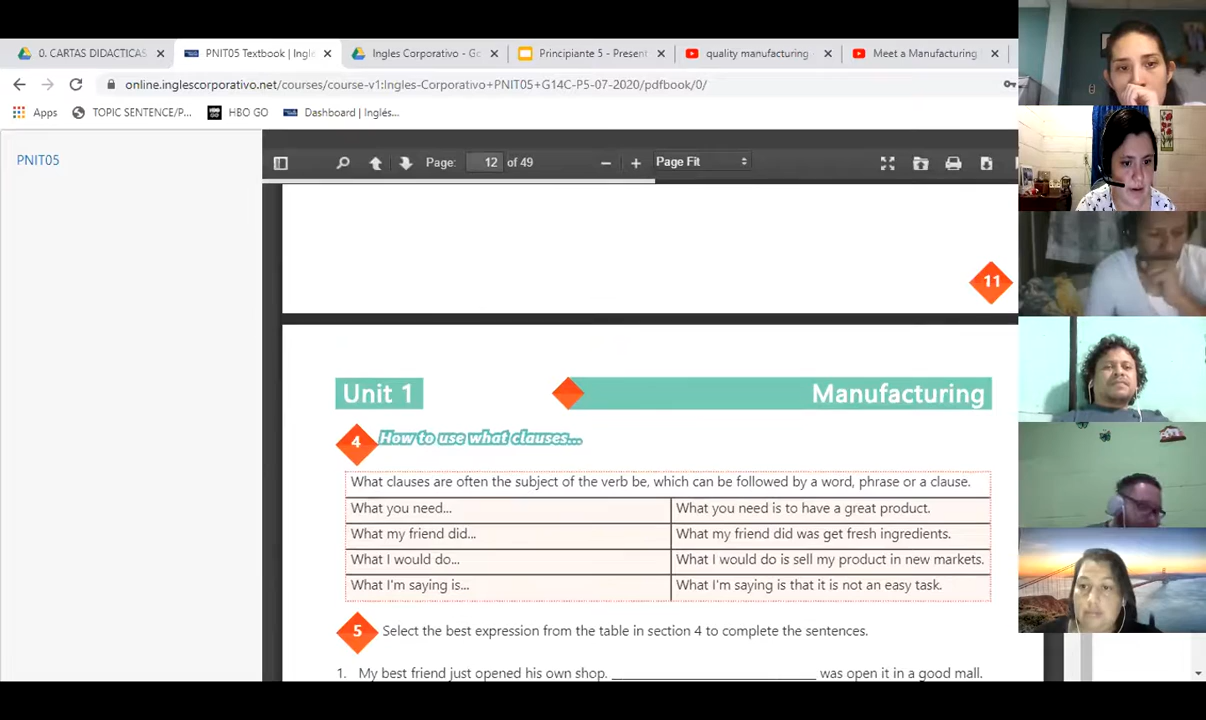 0. CARTAS DIDACTICAS
PNIT05 Textbook | Ingle
Ingles Corporativo - Go
Principiante 5 - Present
quality manufacturing
Meet a Manufacturing
online.inglescorporativo.net/courses/course-v1:Ingles-Corporativo+PNIT05+G14C-P5-07-2020/pdfbook/0/
Apps
TOPIC SENTENCE/P...
HBO GO
Dashboard | Inglés...
PNIT05
Page: 12 of 49
Page Fit
11
Unit 1
Manufacturing
4 How to use what clauses...
What clauses are often the subject of the verb be, which can be followed by a word, phrase or a clause.
What you need... What you need is to have a great product.
What my friend did... What my friend did was get fresh ingredients.
What I would do... What I would do is sell my product in new markets.
What I'm saying is... What I'm saying is that it is not an easy task.
5 Select the best expression from the table in section 4 to complete the sentences.
1. My best friend just opened his own shop. ____________________ was open it in a good mall.